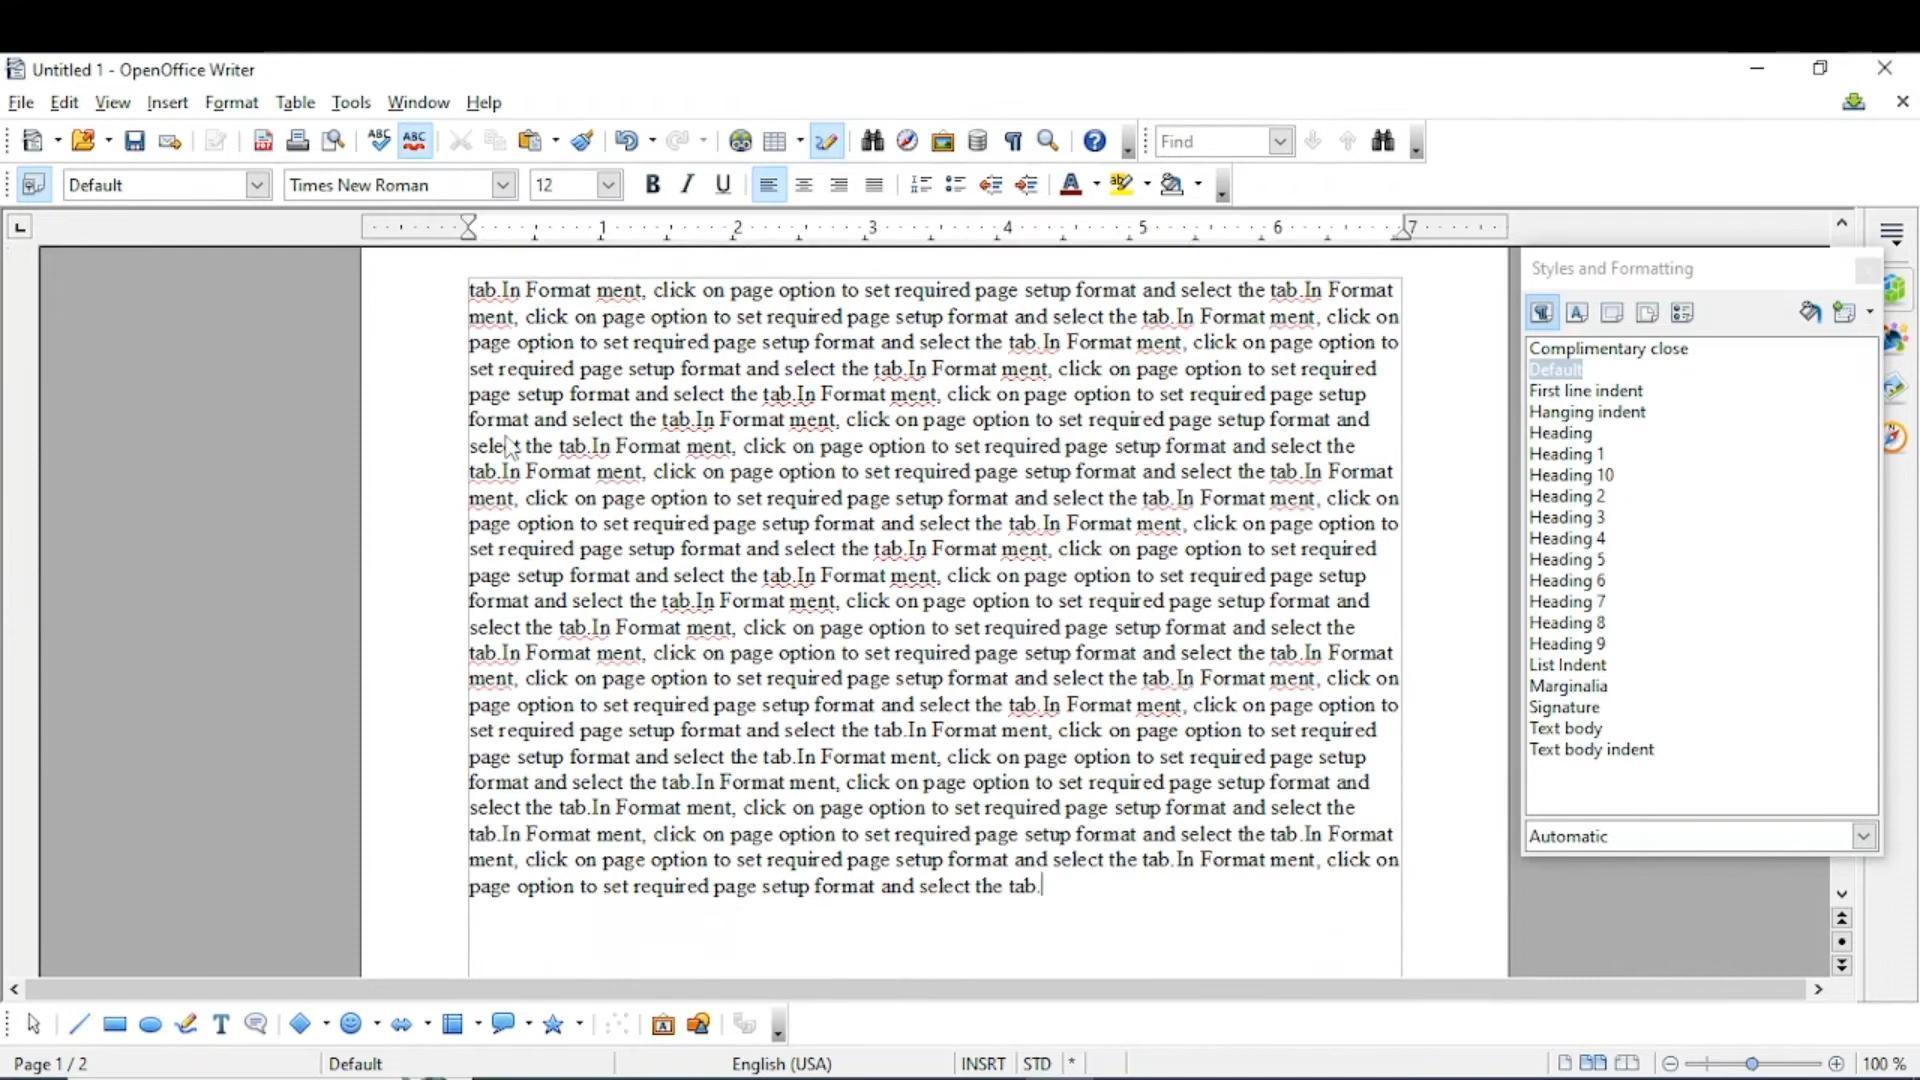 Untitled 1 - OpenOffice Writer
File Edit View Insert Format Table Tools Window Help
ABC ABC Find
Default Times New Roman 12 B I U A
1 2 3 4 5 6 7
tab.In Format ment, click on page option to set required page setup format and select the tab.In Format
ment, click on page option to set required page setup format and select the tab.In Format ment, click on
page option to set required page setup format and select the tab.In Format ment, click on page option to
set required page setup format and select the tab.In Format ment, click on page option to set required
page setup format and select the tab.In Format ment, click on page option to set required page setup
format and select the tab.In Format ment, click on page option to set required page setup format and
select the tab.In Format ment, click on page option to set required page setup format and select the
tab.In Format ment, click on page option to set required page setup format and select the tab.In Format
ment, click on page option to set required page setup format and select the tab.In Format ment, click on
page option to set required page setup format and select the tab.In Format ment, click on page option to
set required page setup format and select the tab.In Format ment, click on page option to set required
page setup format and select the tab.In Format ment, click on page option to set required page setup
format and select the tab.In Format ment, click on page option to set required page setup format and
select the tab.In Format ment, click on page option to set required page setup format and select the
tab.In Format ment, click on page option to set required page setup format and select the tab.In Format
ment, click on page option to set required page setup format and select the tab.In Format ment, click on
page option to set required page setup format and select the tab.In Format ment, click on page option to
set required page setup format and select the tab.In Format ment, click on page option to set required
page setup format and select the tab.In Format ment, click on page option to set required page setup
format and select the tab.In Format ment, click on page option to set required page setup format and
select the tab.In Format ment, click on page option to set required page setup format and select the
tab.In Format ment, click on page option to set required page setup format and select the tab.In Format
ment, click on page option to set required page setup format and select the tab.In Format ment, click on
page option to set required page setup format and select the tab.
Styles and Formatting
Complimentary close
Default
First line indent
Hanging indent
Heading
Heading 1
Heading 10
Heading 2
Heading 3
Heading 4
Heading 5
Heading 6
Heading 7
Heading 8
Heading 9
List Indent
Marginalia
Signature
Text body
Text body indent
Automatic
Page 1 / 2 Default English (USA) INSRT STD * 100 %